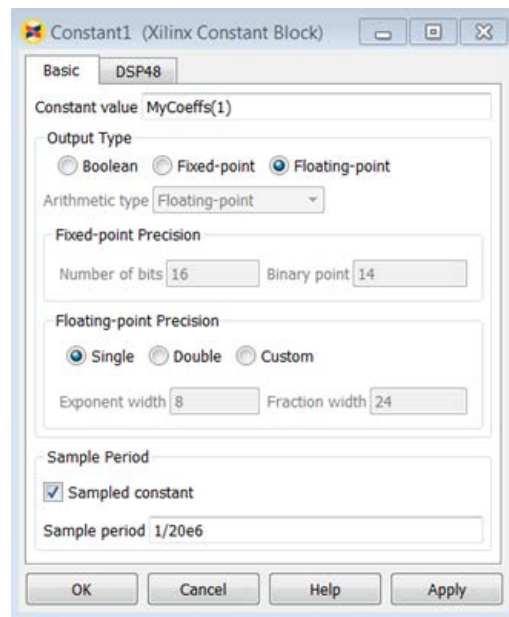 Constant1 (Xilinx Constant Block)
Basic DSP48
Constant value MyCoeffs(1)
Output Type
Boolean Fixed-point Floating-point
Arithmetic type Floating-point
Fixed-point Precision
Number of bits 16 Binary point 14
Floating-point Precision
Single Double Custom
Exponent width 8 Fraction width 24
Sample Period
Sampled constant
Sample period 1/20e6
OK Cancel Help Apply